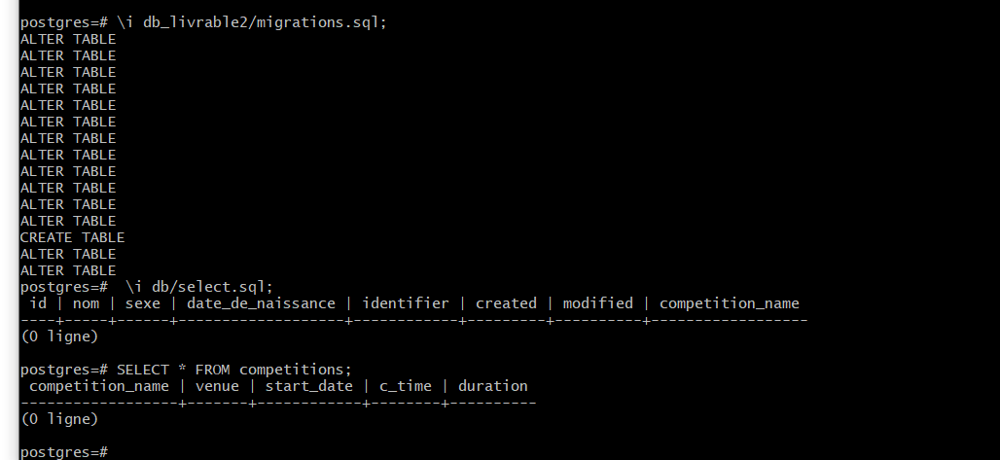 postgres=# \i db_livrable2/migrations.sql;
ALTER TABLE
ALTER TABLE
ALTER TABLE
ALTER TABLE
ALTER TABLE
ALTER TABLE
ALTER TABLE
ALTER TABLE
ALTER TABLE
ALTER TABLE
ALTER TABLE
ALTER TABLE
CREATE TABLE
ALTER TABLE
ALTER TABLE
postgres=#  \i db/select.sql;
 id | nom | sexe | date_de_naissance | identifier | created | modified | competition_name
----+-----+------+-------------------+------------+---------+----------+------------------
(0 ligne)
postgres=# SELECT * FROM competitions;
 competition_name | venue | start_date | c_time | duration
------------------+-------+------------+--------+----------
(0 ligne)
postgres=#